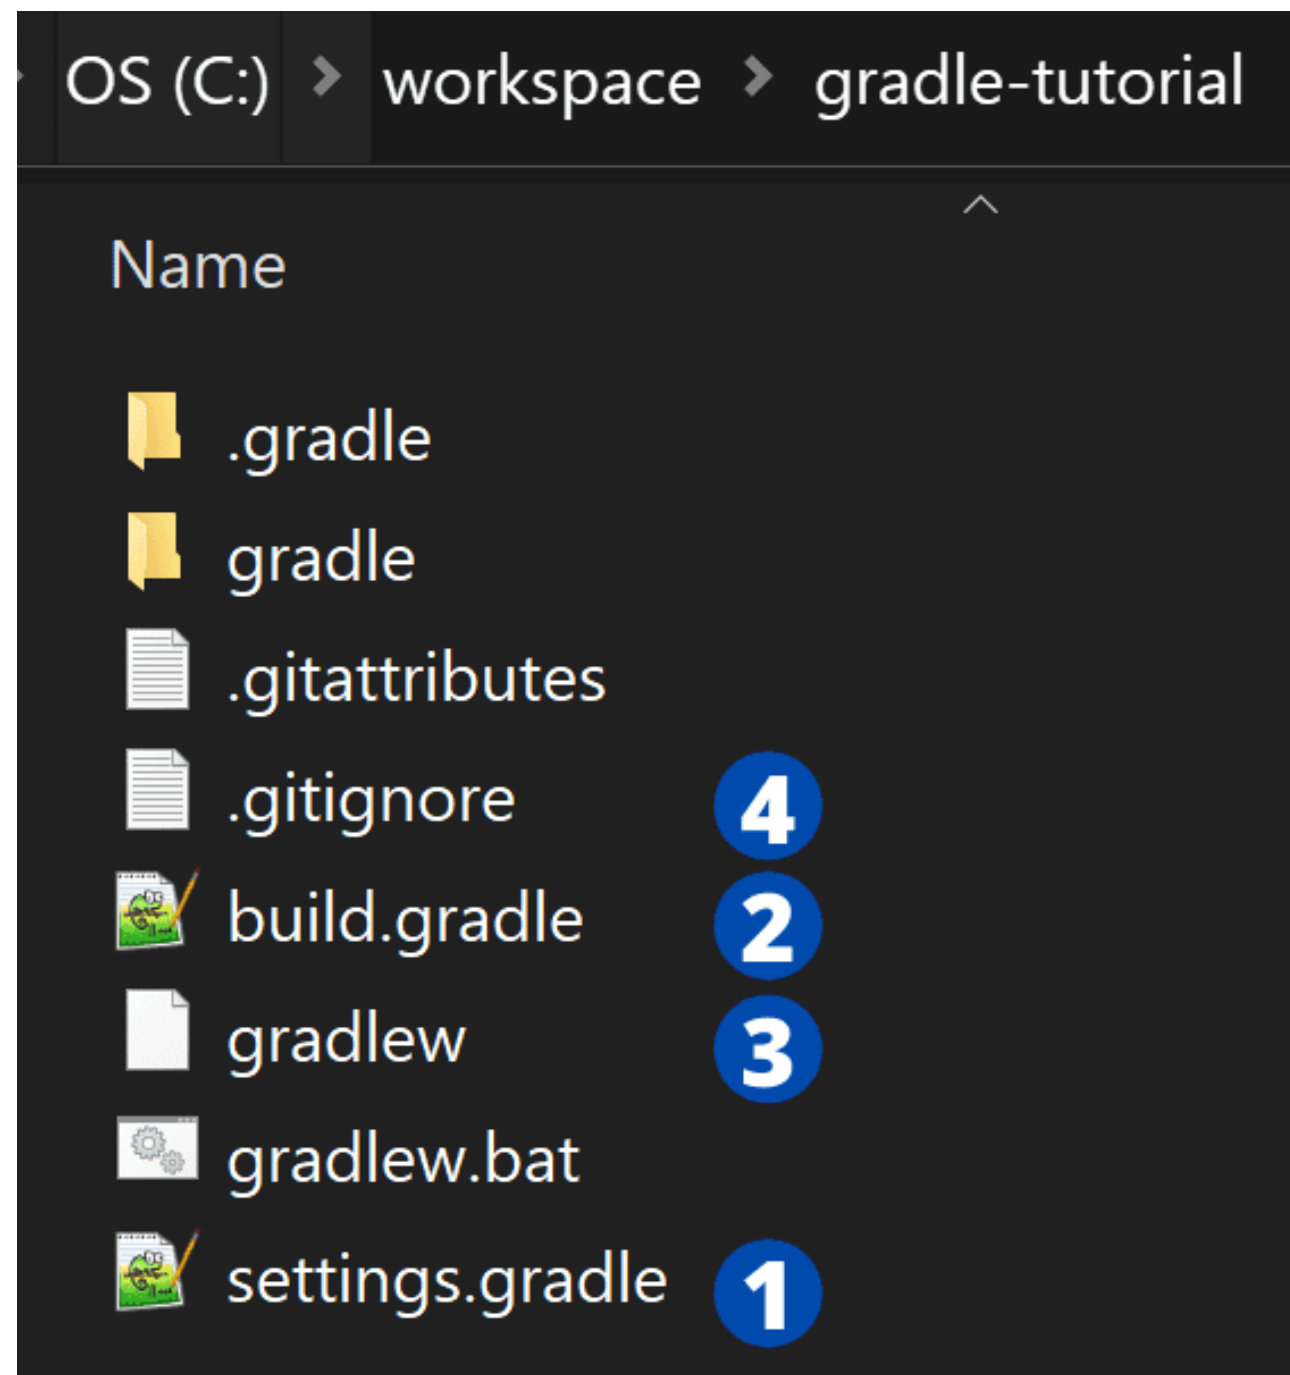 OS (C:) > workspace > gradle-tutorial
Name
.gradle
gradle
.gitattributes
.gitignore 4
build.gradle 2
gradlew 3
gradlew.bat
settings.gradle 1